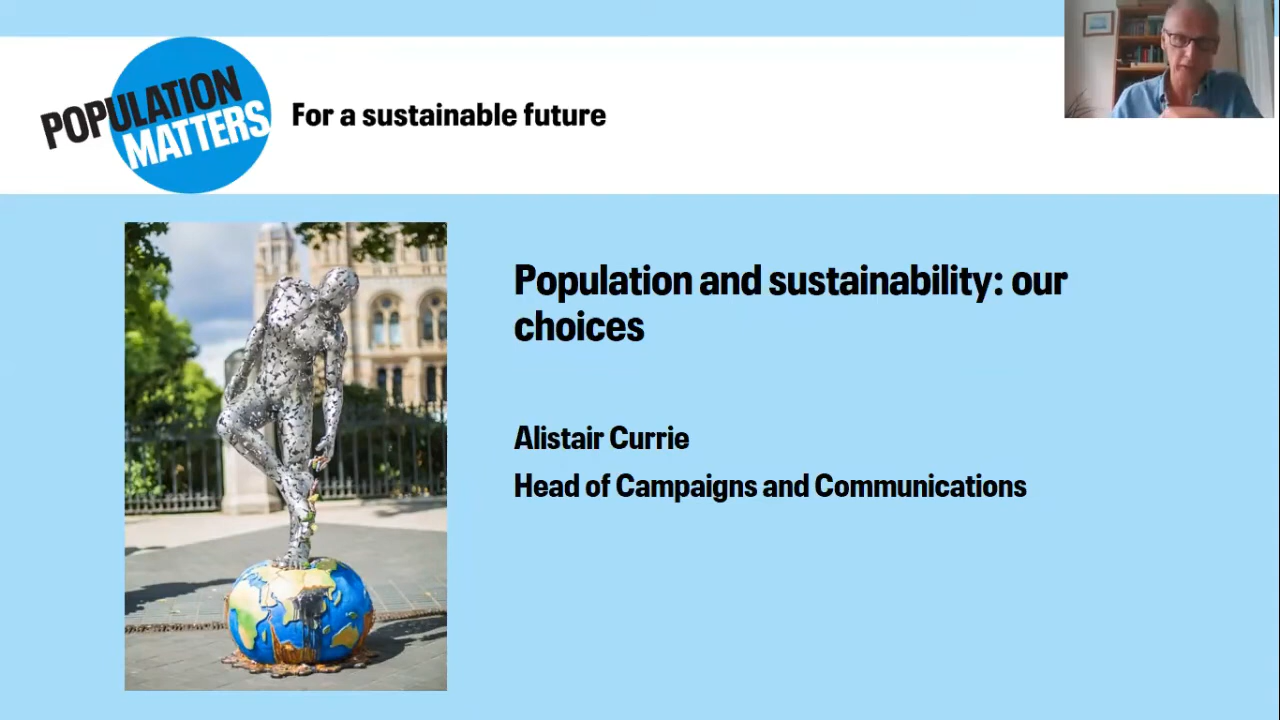 POPULATION
MATTERS
For a sustainable future
Population and sustainability: our
choices
Alistair Currie
Head of Campaigns and Communications